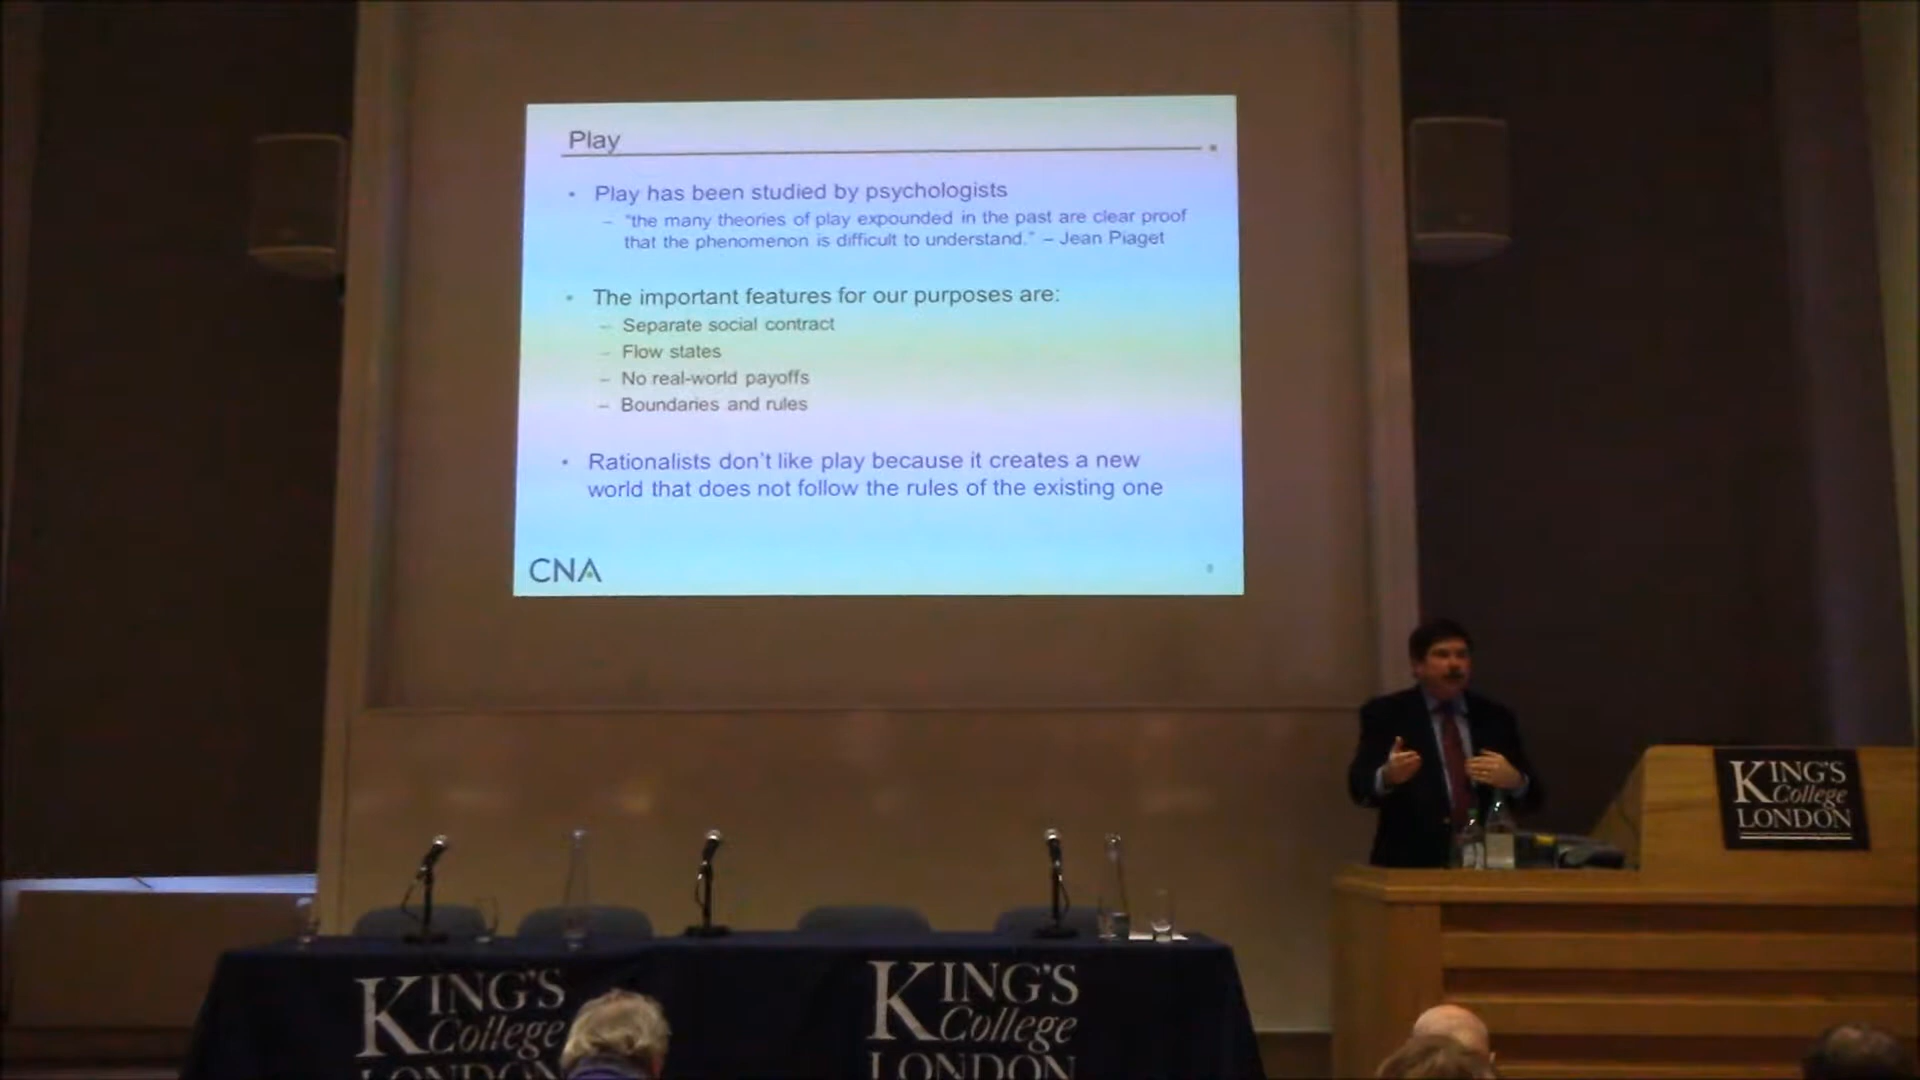 Play
• Play has been studied by psychologists
– "the many theories of play expounded in the past are clear proof
that the phenomenon is difficult to understand." – Jean Piaget
• The important features for our purposes are:
– Separate social contract
– Flow states
– No real-world payoffs
– Boundaries and rules
• Rationalists don't like play because it creates a new
world that does not follow the rules of the existing one
CNA
KING'S
College
LONDON
KING'S
College
LONDON
KING'S
College
LONDON